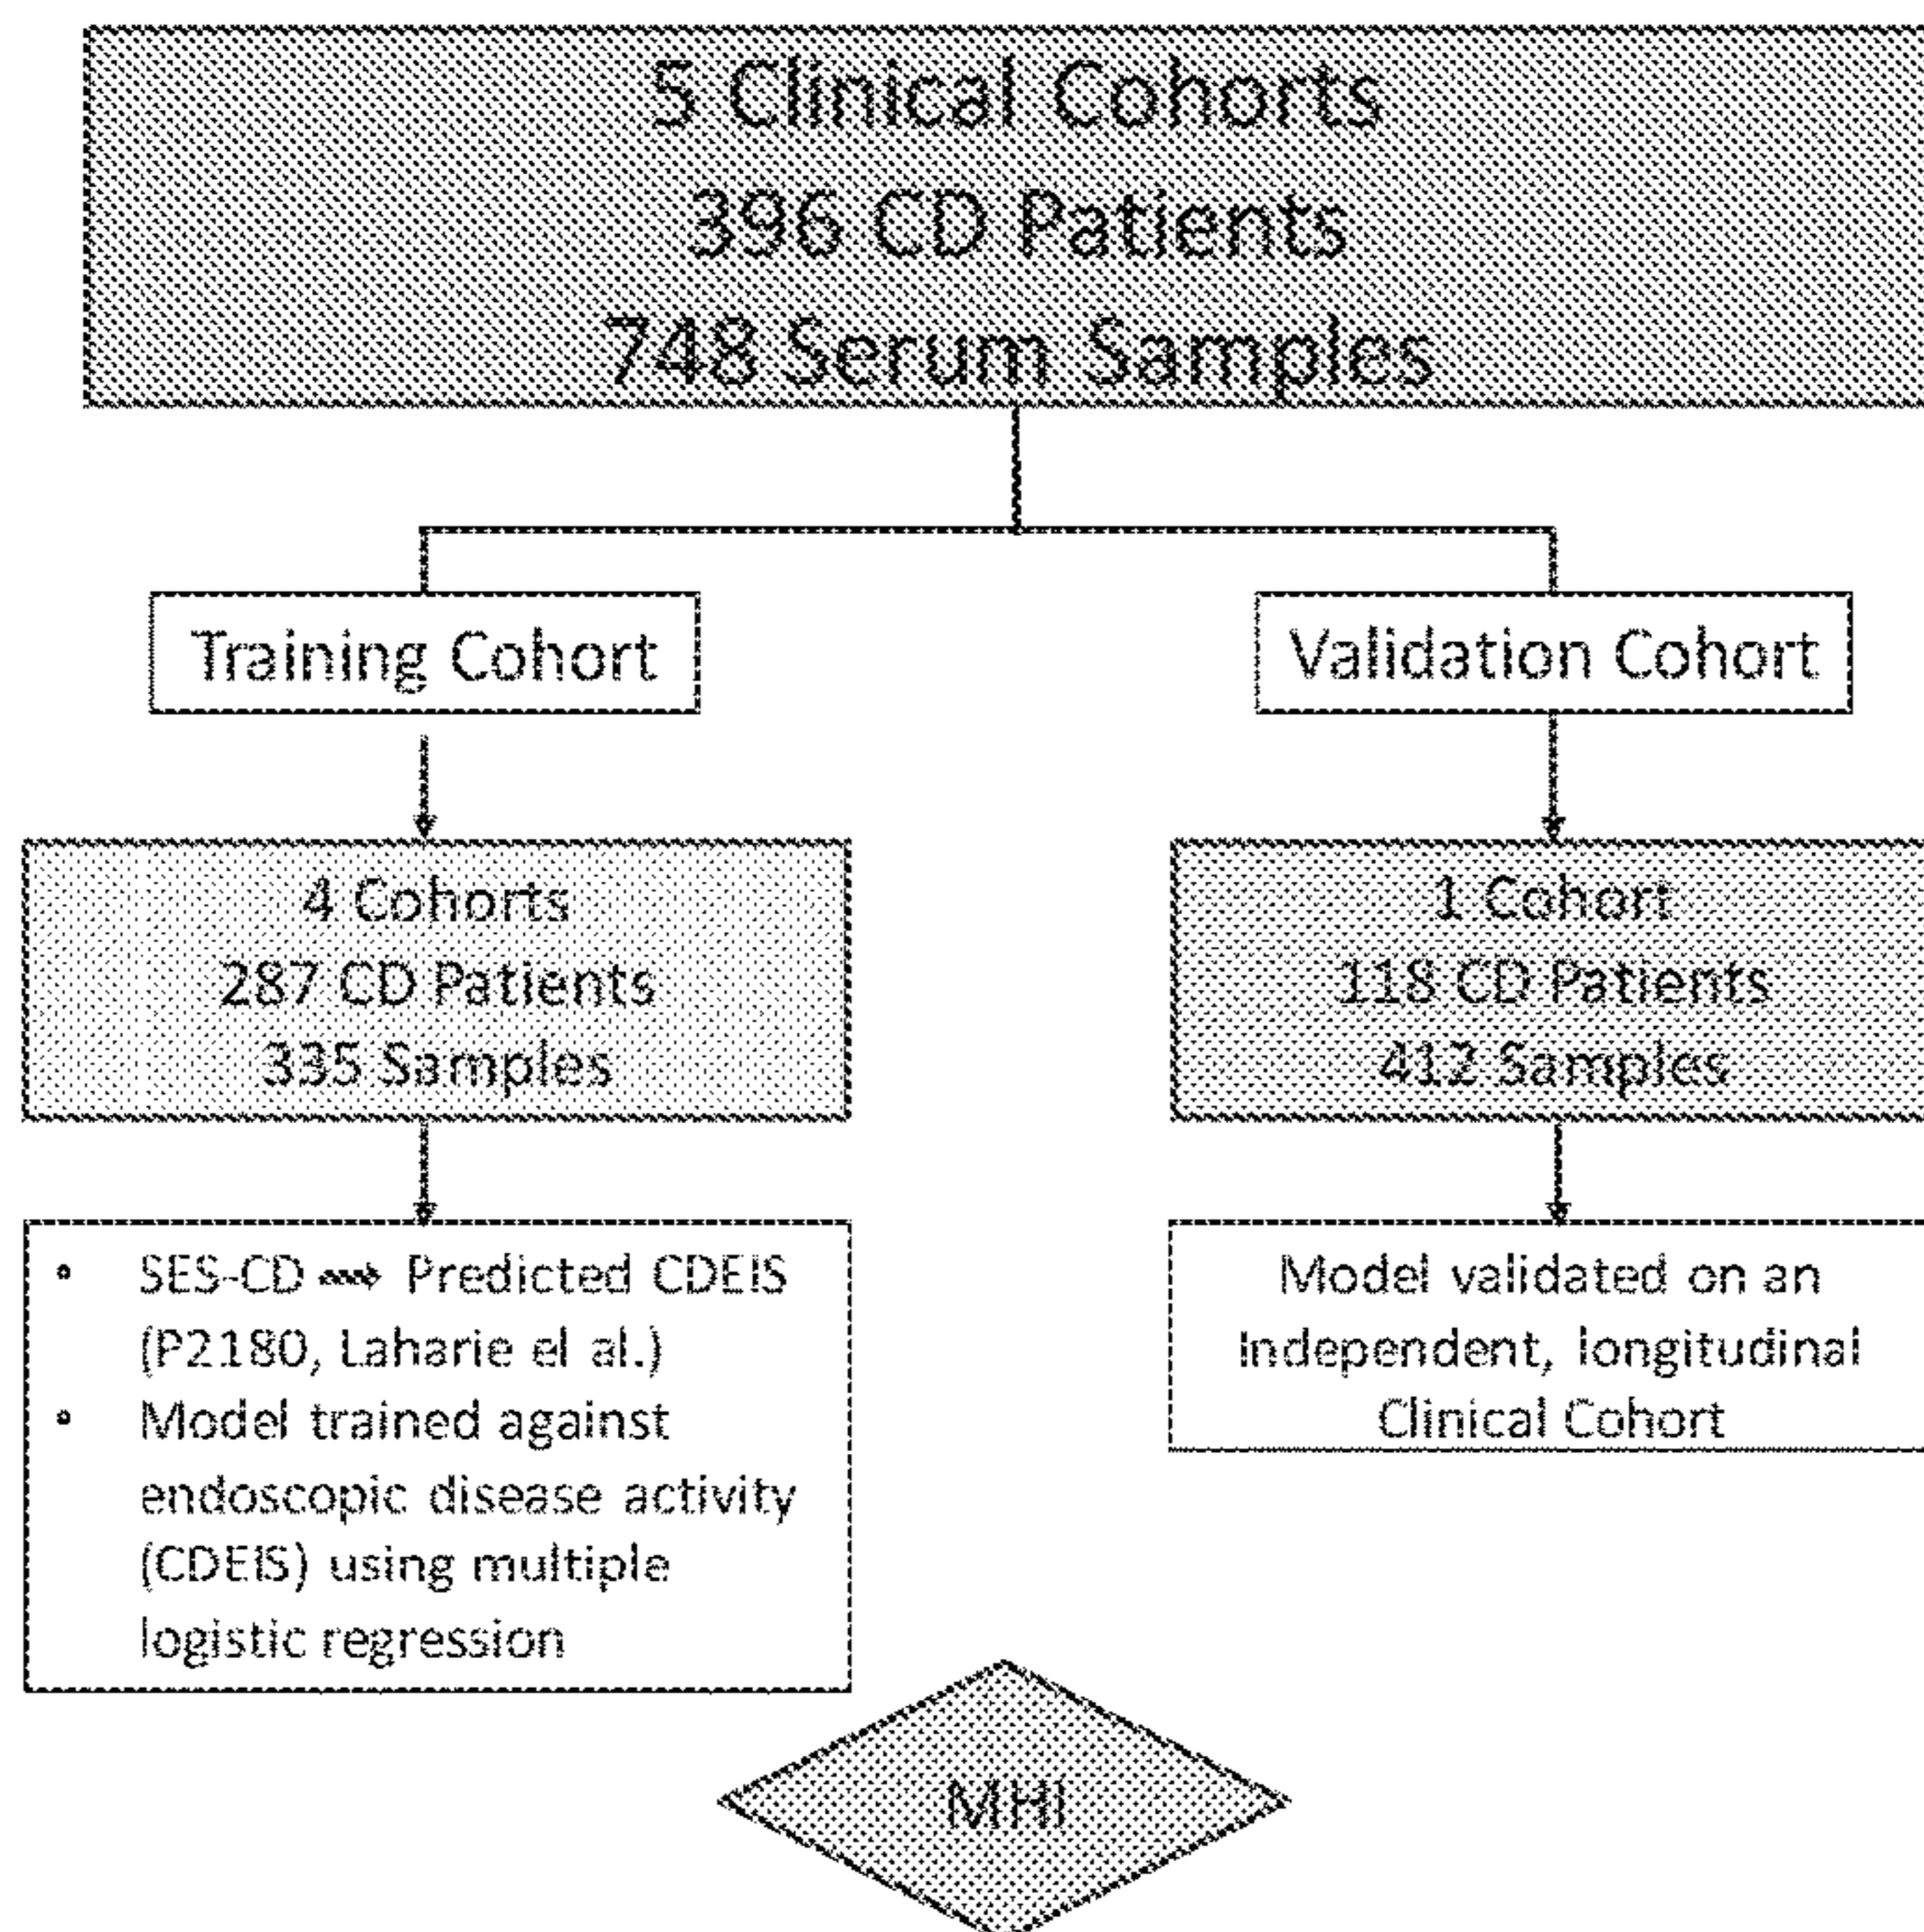 5 Clinical Cohorts
396 CD Patients
748 Serum Samples
Training Cohort
Validation Cohort
4 Cohorts
287 CD Patients
335 Samples
1 Cohort
118 CD Patients
412 Samples
• SES-CD ⟹ Predicted CDEIS
(P2180, Laharie el al.)
• Model trained against
endoscopic disease activity
(CDEIS) using multiple
logistic regression
Model validated on an
Independent, longitudinal
Clinical Cohort
MHI